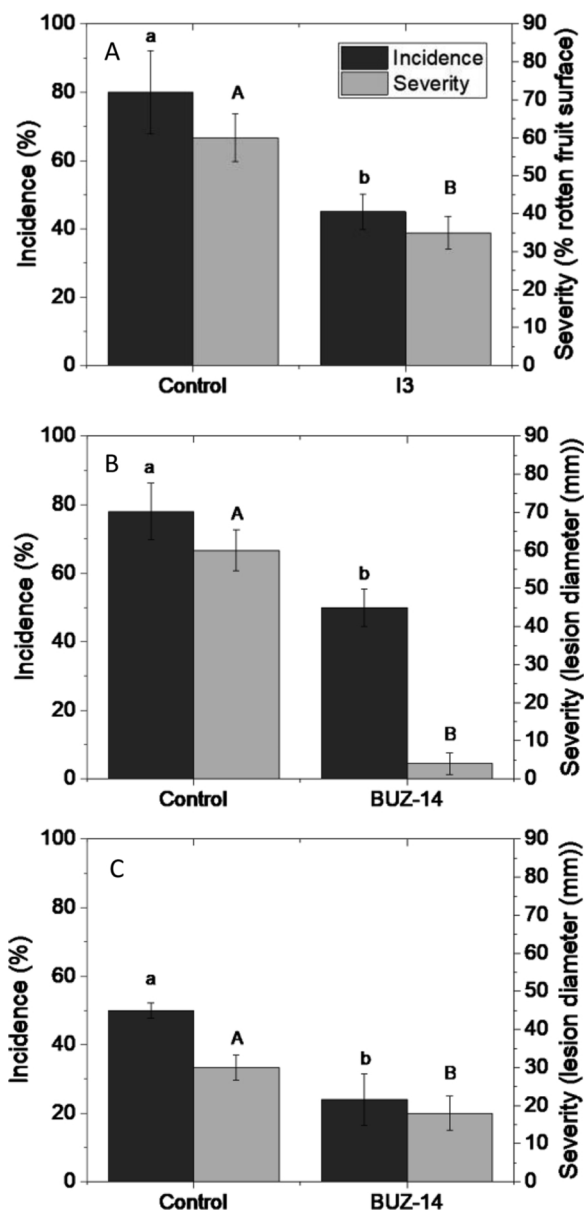 A
a
A
b
B
Incidence
Severity
Incidence (%)
100
80
60
40
20
0
Severity (% rotten fruit surface)
90
80
70
60
50
40
30
20
10
0
Control
I3
B
a
A
b
B
Incidence (%)
100
80
60
40
20
0
Severity (lesion diameter (mm))
90
80
70
60
50
40
30
20
10
0
Control
BUZ-14
C
a
A
b
B
Incidence (%)
100
80
60
40
20
0
Severity (lesion diameter (mm))
90
80
70
60
50
40
30
20
10
0
Control
BUZ-14